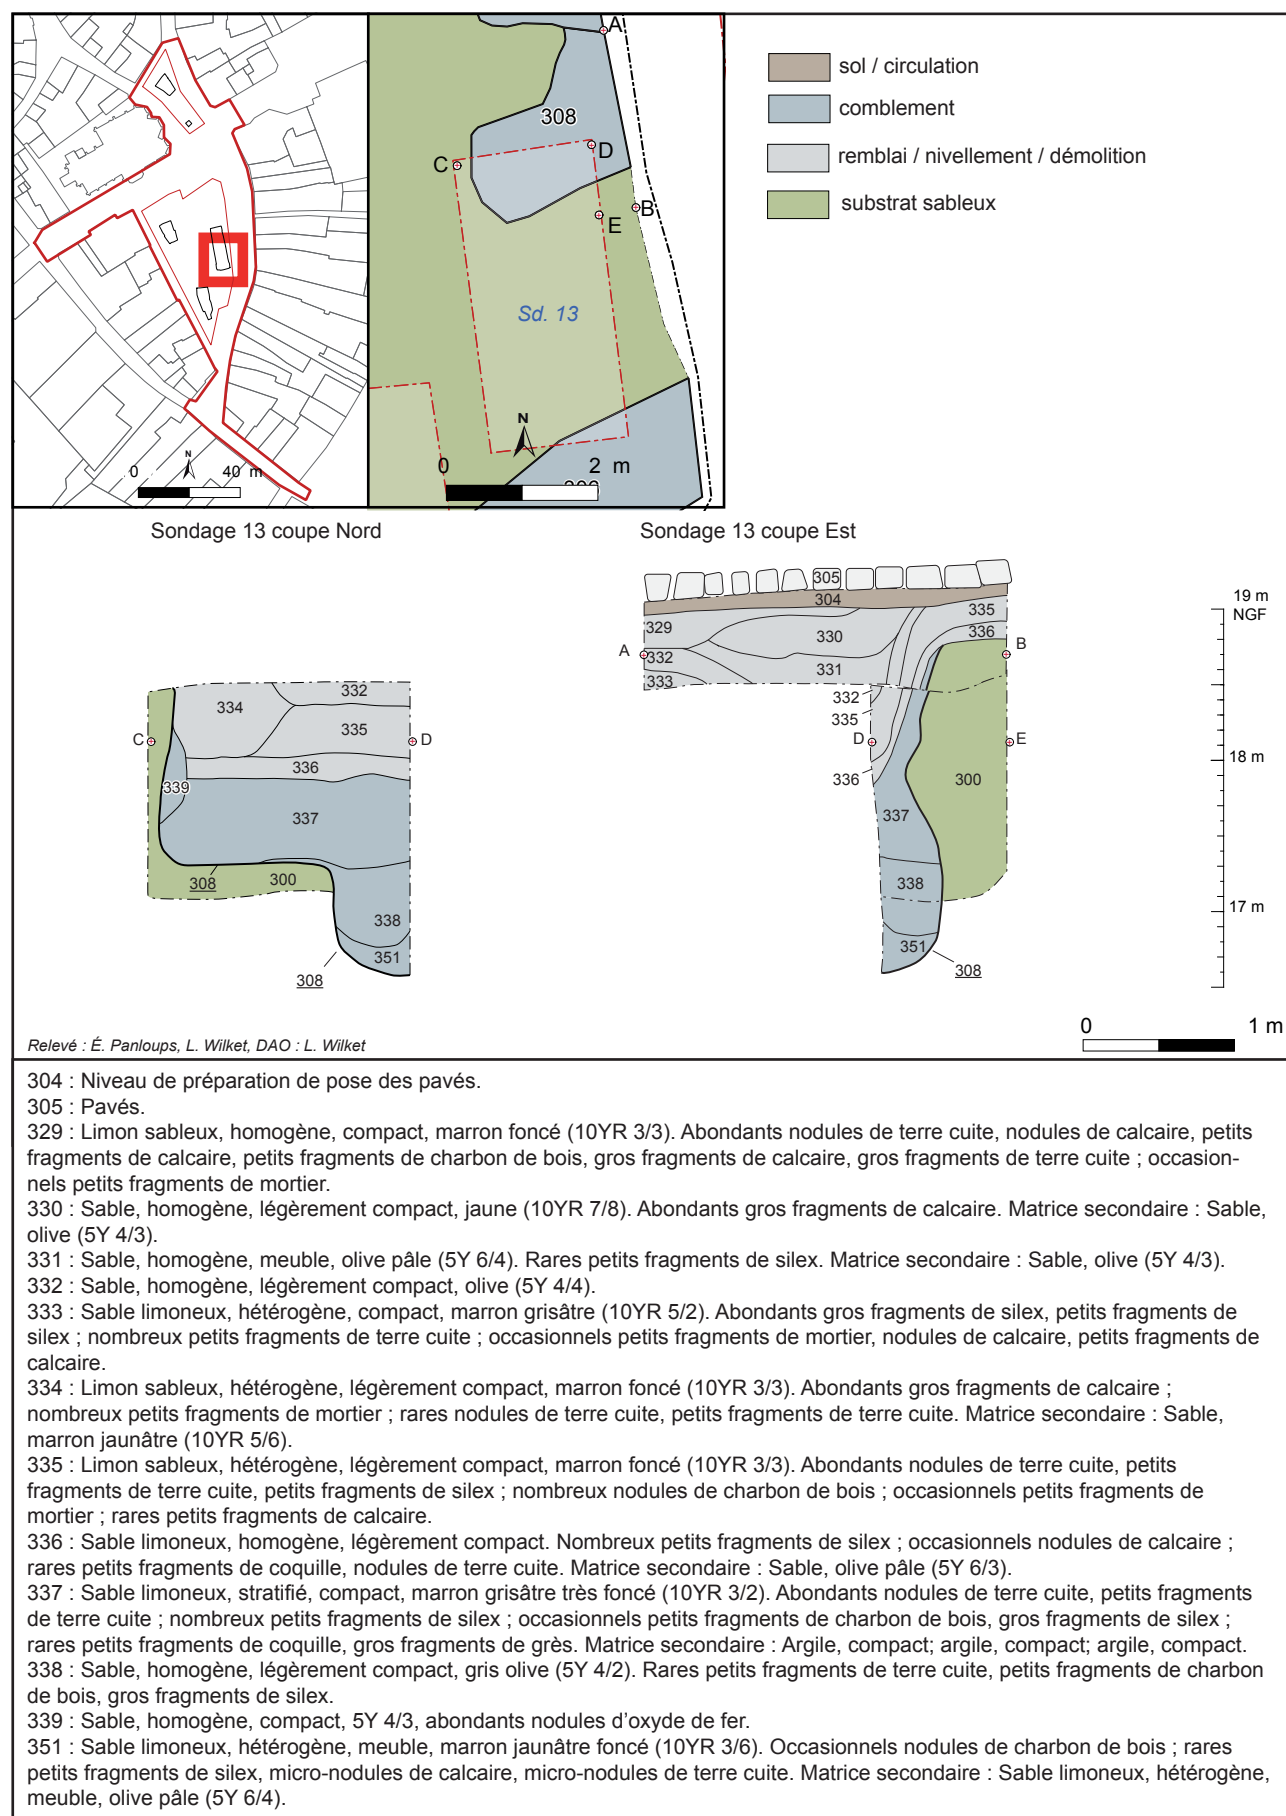 A
308
C
D
B
E
Sd. 13
N
0 40 m
N
0 2 m
sol / circulation
comblement
remblai / nivellement / démolition
substrat sableux
Sondage 13 coupe Nord
Sondage 13 coupe Est
305
304
19 m
NGF
329
330
335
336
A
332
331
B
333
332
334
332
335
335
C
D
D
E
336
336
18 m
339
300
337
337
308
300
338
338
17 m
351
351
308
308
0 1 m
Relevé : É. Panloups, L. Wilket, DAO : L. Wilket
304 : Niveau de préparation de pose des pavés.
305 : Pavés.
329 : Limon sableux, homogène, compact, marron foncé (10YR 3/3). Abondants nodules de terre cuite, nodules de calcaire, petits
fragments de calcaire, petits fragments de charbon de bois, gros fragments de calcaire, gros fragments de terre cuite ; occasion-
nels petits fragments de mortier.
330 : Sable, homogène, légèrement compact, jaune (10YR 7/8). Abondants gros fragments de calcaire. Matrice secondaire : Sable,
olive (5Y 4/3).
331 : Sable, homogène, meuble, olive pâle (5Y 6/4). Rares petits fragments de silex. Matrice secondaire : Sable, olive (5Y 4/3).
332 : Sable, homogène, légèrement compact, olive (5Y 4/4).
333 : Sable limoneux, hétérogène, compact, marron grisâtre (10YR 5/2). Abondants gros fragments de silex, petits fragments de
silex ; nombreux petits fragments de terre cuite ; occasionnels petits fragments de mortier, nodules de calcaire, petits fragments de
calcaire.
334 : Limon sableux, hétérogène, légèrement compact, marron foncé (10YR 3/3). Abondants gros fragments de calcaire ;
nombreux petits fragments de mortier ; rares nodules de terre cuite, petits fragments de terre cuite. Matrice secondaire : Sable,
marron jaunâtre (10YR 5/6).
335 : Limon sableux, hétérogène, légèrement compact, marron foncé (10YR 3/3). Abondants nodules de terre cuite, petits
fragments de terre cuite, petits fragments de silex ; nombreux nodules de charbon de bois ; occasionnels petits fragments de
mortier ; rares petits fragments de calcaire.
336 : Sable limoneux, homogène, légèrement compact. Nombreux petits fragments de silex ; occasionnels nodules de calcaire ;
rares petits fragments de coquille, nodules de terre cuite. Matrice secondaire : Sable, olive pâle (5Y 6/3).
337 : Sable limoneux, stratifié, compact, marron grisâtre très foncé (10YR 3/2). Abondants nodules de terre cuite, petits fragments
de terre cuite ; nombreux petits fragments de silex ; occasionnels petits fragments de charbon de bois, gros fragments de silex ;
rares petits fragments de coquille, gros fragments de grès. Matrice secondaire : Argile, compact; argile, compact; argile, compact.
338 : Sable, homogène, légèrement compact, gris olive (5Y 4/2). Rares petits fragments de terre cuite, petits fragments de charbon
de bois, gros fragments de silex.
339 : Sable, homogène, compact, 5Y 4/3, abondants nodules d'oxyde de fer.
351 : Sable limoneux, hétérogène, meuble, marron jaunâtre foncé (10YR 3/6). Occasionnels nodules de charbon de bois ; rares
petits fragments de silex, micro-nodules de calcaire, micro-nodules de terre cuite. Matrice secondaire : Sable limoneux, hétérogène,
meuble, olive pâle (5Y 6/4).